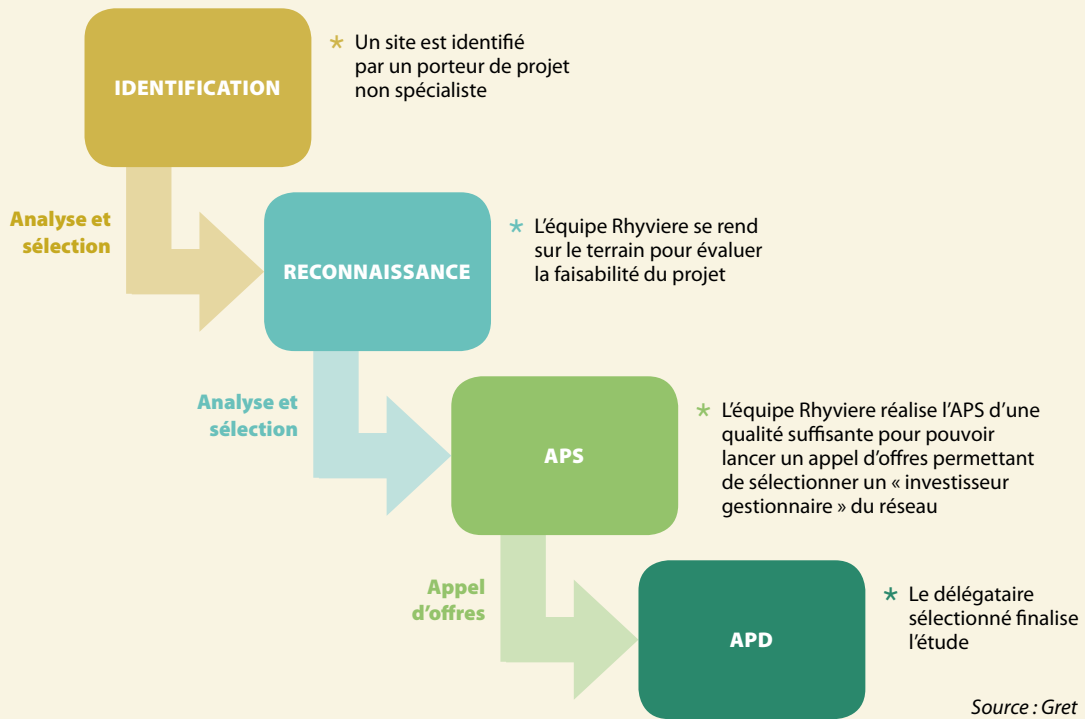 IDENTIFICATION
* Un site est identifié
par un porteur de projet
non spécialiste
Analyse et
sélection
RECONNAISSANCE
* L'équipe Rhyviere se rend
sur le terrain pour évaluer
la faisabilité du projet
Analyse et
sélection
APS
* L'équipe Rhyviere réalise l'APS d'une
qualité suffisante pour pouvoir
lancer un appel d'offres permettant
de sélectionner un « investisseur
gestionnaire » du réseau
Appel
d'offres
APD
* Le délégataire
sélectionné finalise
l'étude
Source : Gret